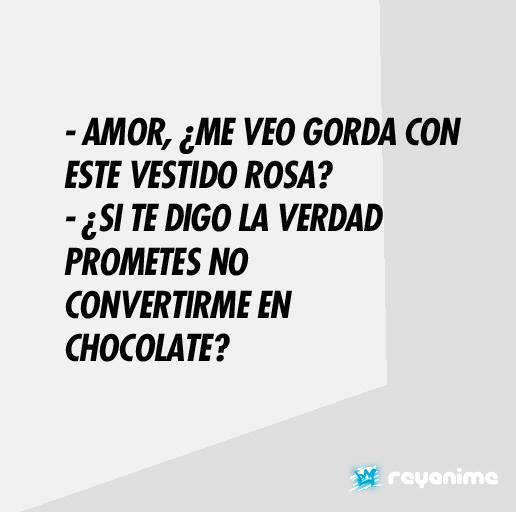 - AMOR, ¿ME VEO GORDA CON
ESTE VESTIDO ROSA?
- ¿SI TE DIGO LA VERDAD
PROMETES NO
CONVERTIRME EN
CHOCOLATE?
reyanime